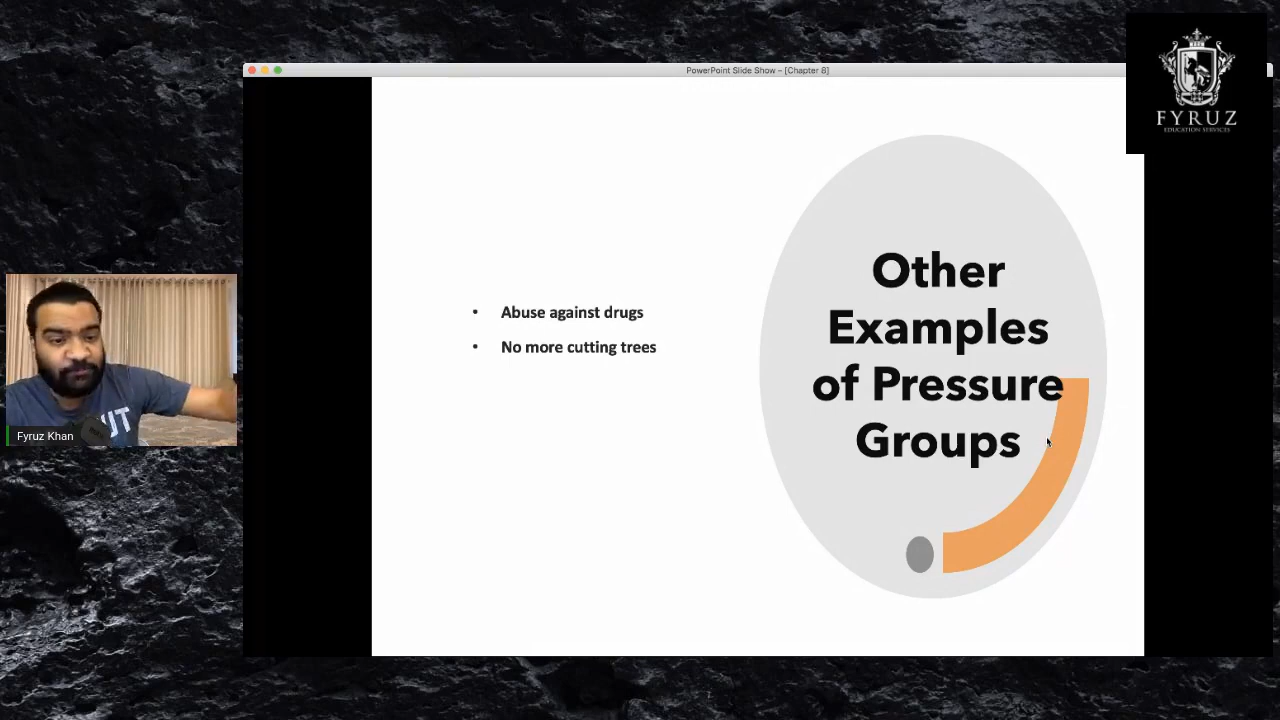 PowerPoint Slide Show – [Chapter 8]
FYRUZ
EDUCATION SERVICES
Other
Examples
of Pressure
Groups
• Abuse against drugs
• No more cutting trees
UT
Fyruz Khan